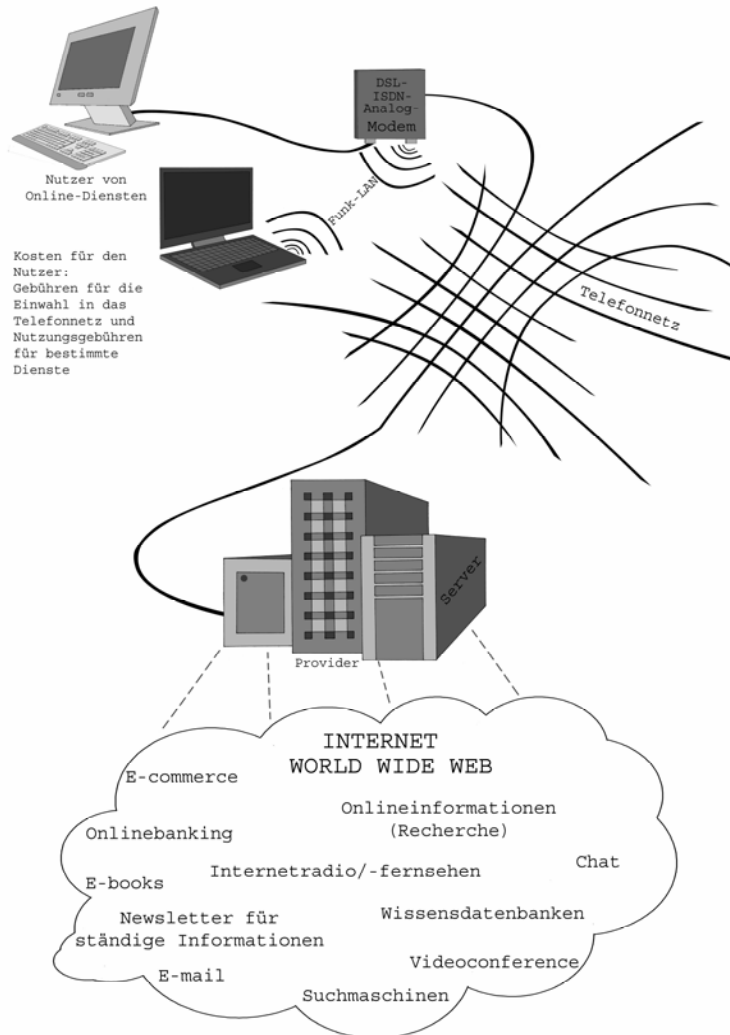 DSL-
ISDN-
Analog-
Modem
Nutzer von
Online-Diensten
Funk-LAN
Kosten für den
Nutzer:
Gebühren für die
Einwahl in das
Telefonnetz und
Nutzungsgebühren
für bestimmte
Dienste
Telefonnetz
Server
Provider
INTERNET
WORLD WIDE WEB
E-commerce
Onlineinformationen
(Recherche)
Onlinebanking
Chat
Internetradio/-fernsehen
E-books
Newsletter für
ständige Informationen
Wissensdatenbanken
Videoconference
E-mail
Suchmaschinen